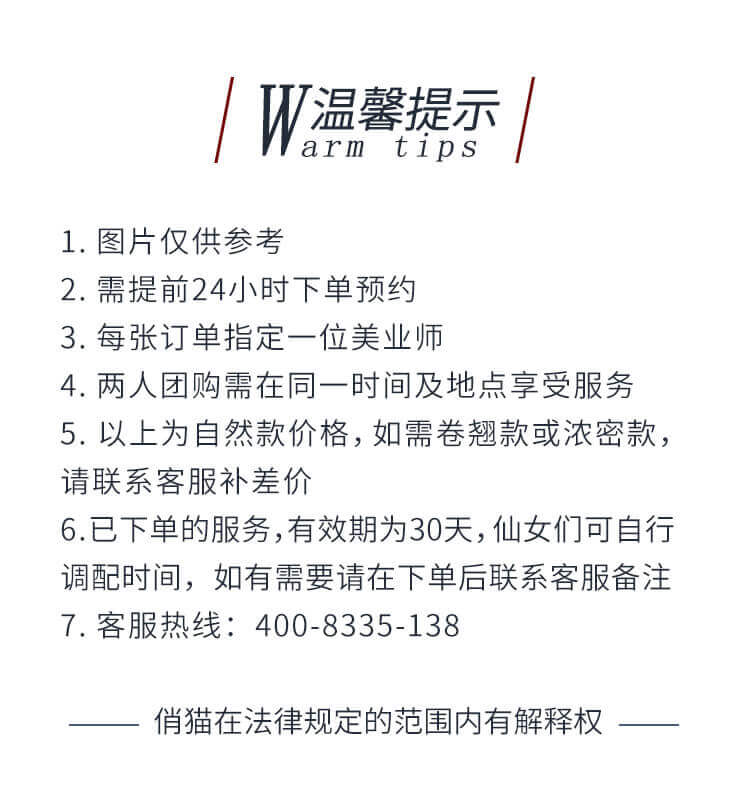 温馨提示
Warm tips
1. 图片仅供参考
2. 需提前24小时下单预约
3. 每张订单指定一位美业师
4. 两人团购需在同一时间及地点享受服务
5. 以上为自然款价格，如需卷翘款或浓密款，
请联系客服补差价
6.已下单的服务，有效期为30天，仙女们可自行
调配时间，如有需要请在下单后联系客服备注
7. 客服热线：400-8335-138
俏猫在法律规定的范围内有解释权